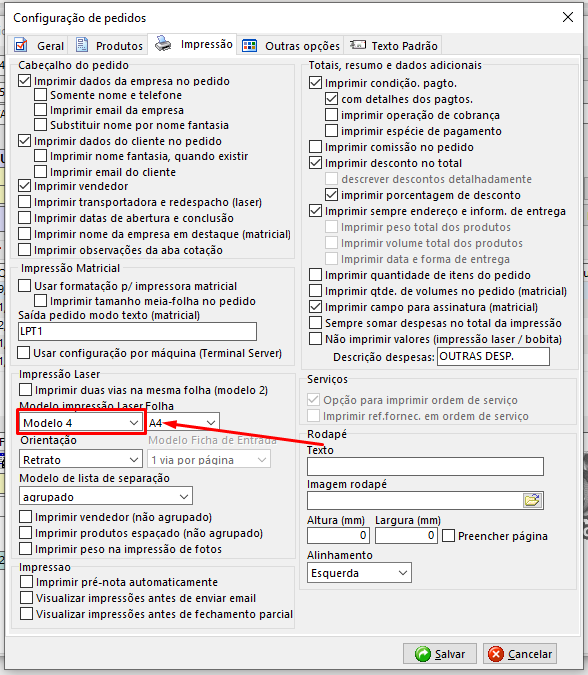 Configuração de pedidos
Geral
Produtos
Impressão
Outras opções
Texto Padrão
Cabeçalho do pedido
Imprimir dados da empresa no pedido
Somente nome e telefone
Imprimir email da empresa
Substituir nome por nome fantasia
Imprimir dados do cliente no pedido
Imprimir nome fantasia, quando existir
Imprimir email do cliente
Imprimir vendedor
Imprimir transportadora e redespacho (laser)
Imprimir datas de abertura e conclusão
Imprimir nome da empresa em destaque (matricial)
Imprimir observações da aba cotação
Impressão Matricial
Usar formatação p/ impressora matricial
Imprimir tamanho meia-folha no pedido
Saída pedido modo texto (matricial)
LPT1
Usar configuração por máquina (Terminal Server)
Impressão Laser
Imprimir duas vias na mesma folha (modelo 2)
Modelo impressão Laser Folha
Modelo 4 A4
Orientação Modelo Ficha de Entrada
Retrato 1 via por página
Modelo de lista de separação
agrupado
Imprimir vendedor (não agrupado)
Imprimir produtos espaçado (não agrupado)
Imprimir peso na impressão de fotos
Impressao
Imprimir pré-nota automaticamente
Visualizar impressões antes de enviar email
Visualizar impressões antes de fechamento parcial
Totais, resumo e dados adicionais
Imprimir condição. pagto.
com detalhes dos pagtos.
imprimir operação de cobrança
imprimir espécie de pagamento
Imprimir comissão no pedido
Imprimir desconto no total
descrever descontos detalhadamente
imprimir porcentagem de desconto
Imprimir sempre endereço e inform. de entrega
Imprimir peso total dos produtos
Imprimir volume total dos produtos
Imprimir data e forma de entrega
Imprimir quantidade de itens do pedido
Imprimir qtde. de volumes no pedido (matricial)
Imprimir campo para assinatura (matricial)
Sempre somar despesas no total da impressão
Não imprimir valores (impressão laser / bobita)
Descrição despesas: OUTRAS DESP.
Serviços
Opção para imprimir ordem de serviço
Imprimir ref.fornec. em ordem de serviço
Rodapé
Texto
Imagem rodapé
Altura (mm) Largura (mm)
0 0 Preencher página
Alinhamento
Esquerda
Salvar
Cancelar